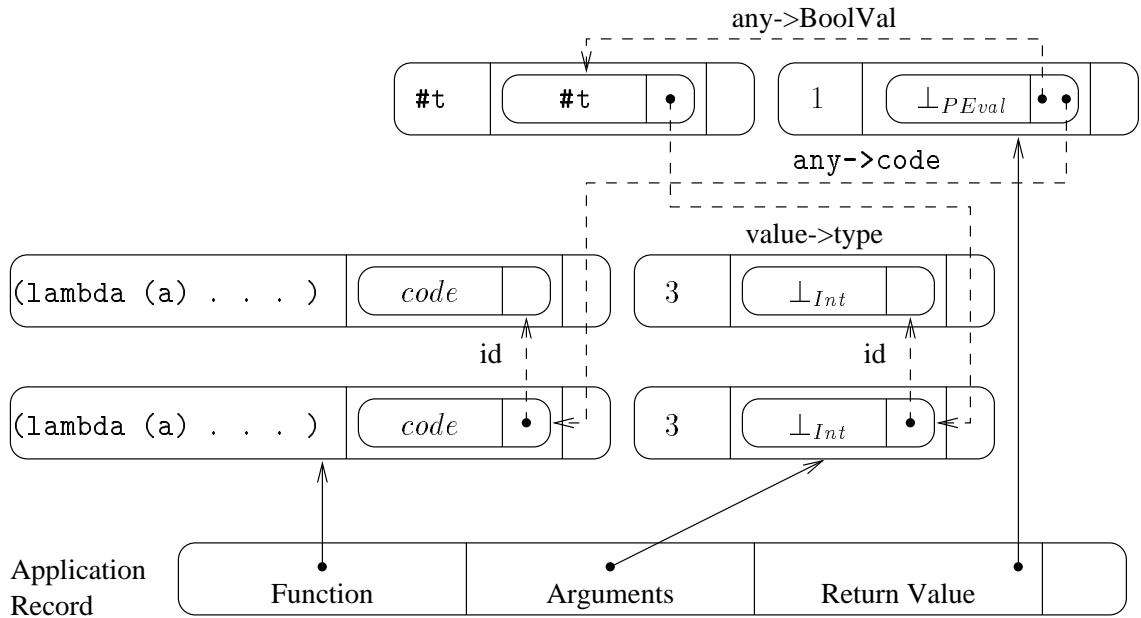 any->BoolVal
#t #t 1 ⊥PEval
any->code
value->type
(lambda (a) . . . ) code 3 ⊥Int
id id
(lambda (a) . . . ) code 3 ⊥Int
Application
Record
Function Arguments Return Value